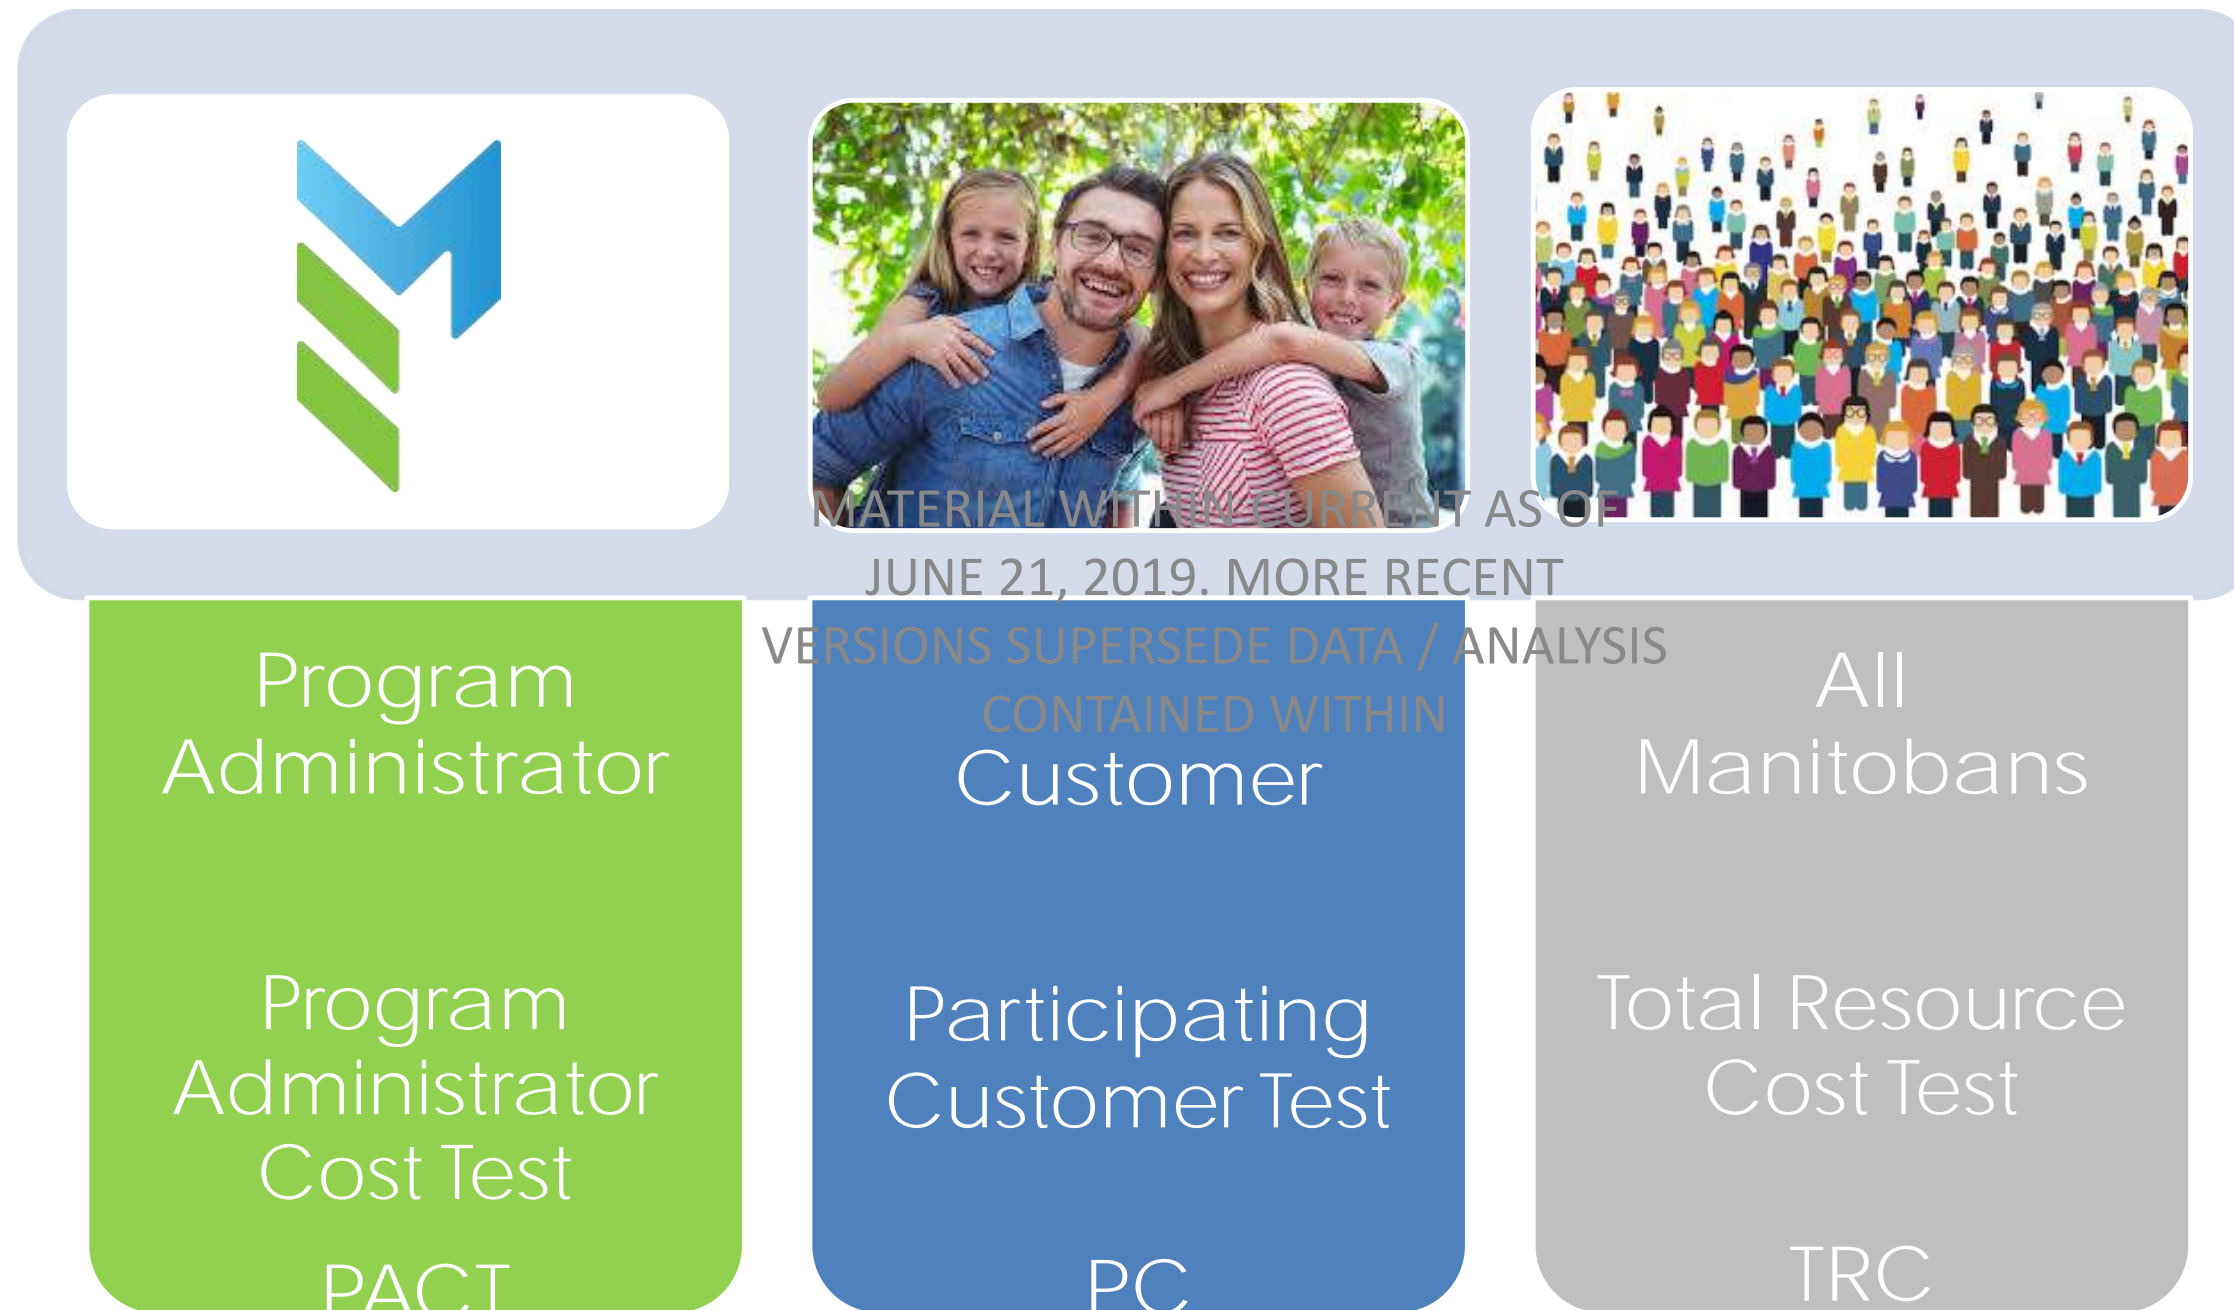 MATERIAL WITHIN CURRENT AS OF
JUNE 21, 2019. MORE RECENT
VERSIONS SUPERSEDE DATA / ANALYSIS
CONTAINED WITHIN
Program
Administrator
Program
Administrator
Cost Test
PACT
Customer
Participating
Customer Test
PC
All
Manitobans
Total Resource
Cost Test
TRC